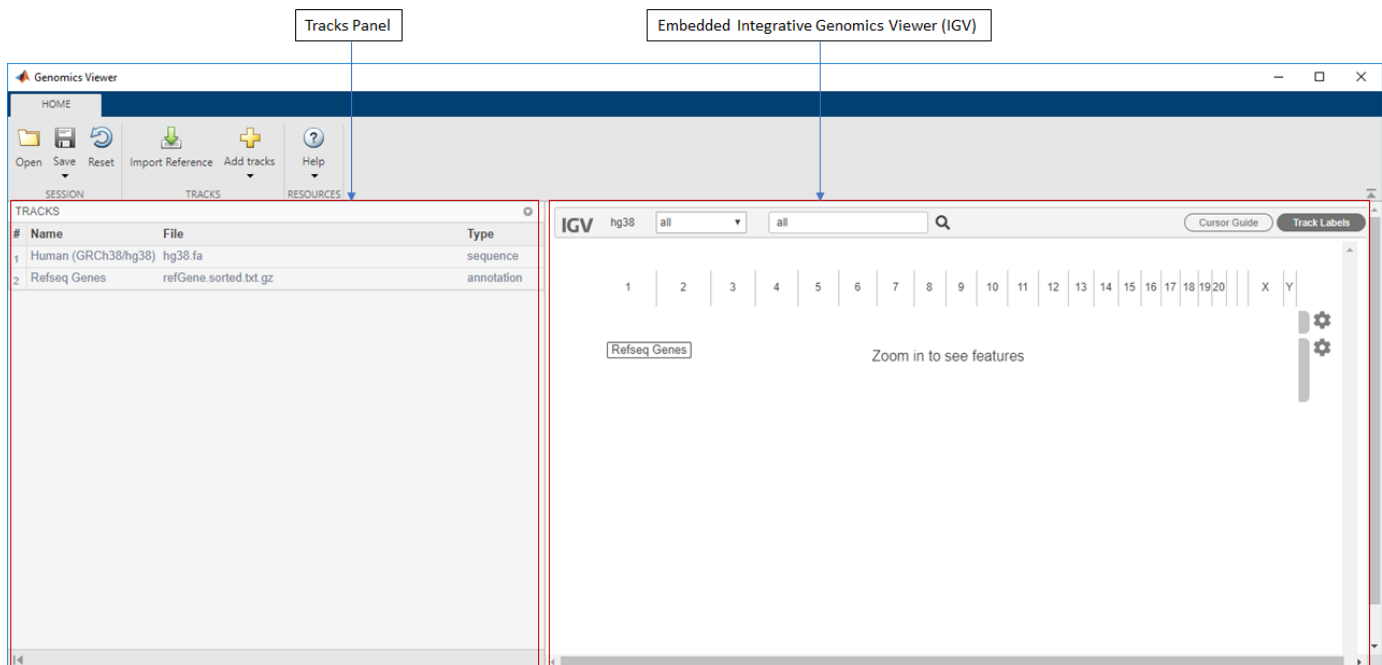 Tracks Panel
Embedded Integrative Genomics Viewer (IGV)
Genomics Viewer
HOME
Open Save Reset Import Reference Add tracks Help
SESSION TRACKS RESOURCES
TRACKS
# Name File Type
1 Human (GRCh38/hg38) hg38.fa sequence
2 Refseq Genes refGene.sorted.txt.gz annotation
IGV hg38 all all Cursor Guide Track Labels
1 2 3 4 5 6 7 8 9 10 11 12 13 14 15 16 17 18 19 20 X Y
Refseq Genes
Zoom in to see features